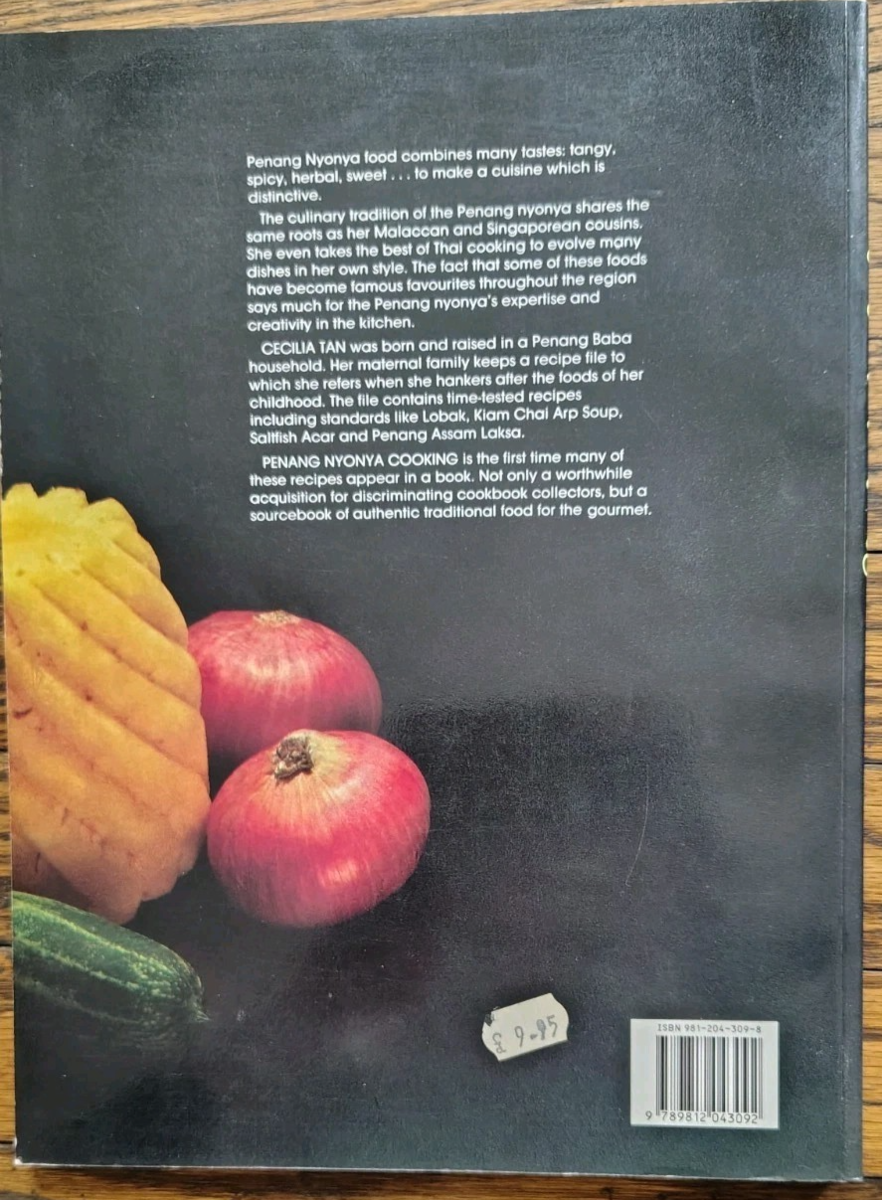 Penang Nyonya food combines many tastes: tangy,
spicy, herbal, sweet . . . to make a cuisine which is
distinctive.
The culinary tradition of the Penang nyonya shares the
same roots as her Malaccan and Singaporean cousins.
She even takes the best of Thai cooking to evolve many
dishes in her own style. The fact that some of these foods
have become famous favourites throughout the region
says much for the Penang nyonya's expertise and
creativity in the kitchen.
CECILIA TAN was born and raised in a Penang Baba
household. Her maternal family keeps a recipe file to
which she refers when she hankers after the foods of her
childhood. The file contains time-tested recipes
including standards like Lobak, Kiam Chai Arp Soup,
Saltfish Acar and Penang Assam Laksa.
PENANG NYONYA COOKING is the first time many of
these recipes appear in a book. Not only a worthwhile
acquisition for discriminating cookbook collectors, but a
sourcebook of authentic traditional food for the gourmet.
£9.95
ISBN 981-204-309-8
9 789812 043092